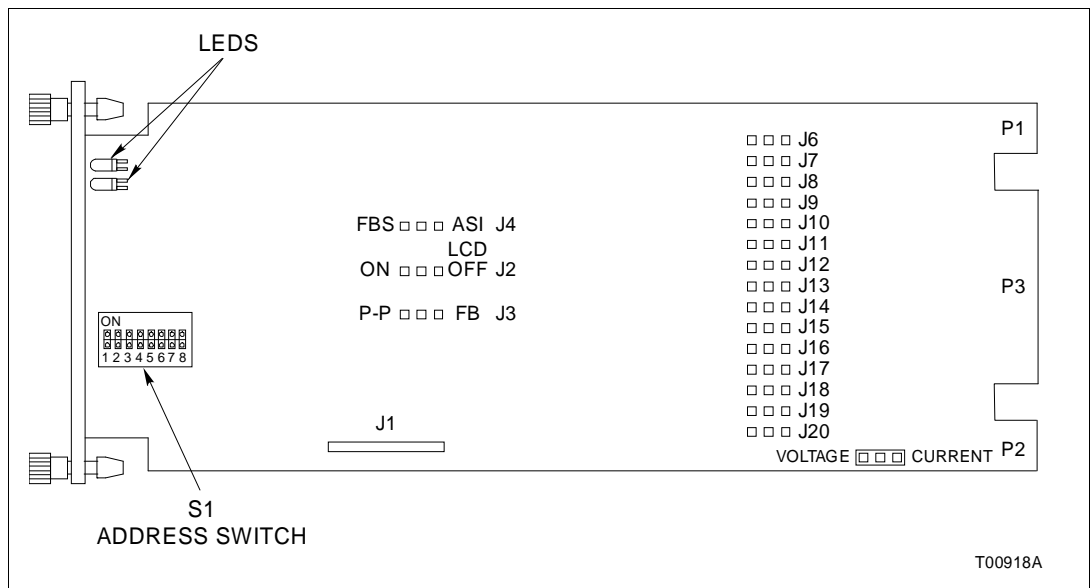 LEDS
P1
J6
J7
J8
J9
J10
J11
J12
J13
J14
J15
J16
J17
J18
J19
J20
FBS ASI J4
LCD
ON OFF J2
P-P FB J3
P3
ON
1 2 3 4 5 6 7 8
J1
VOLTAGE CURRENT
P2
S1
ADDRESS SWITCH
T00918A